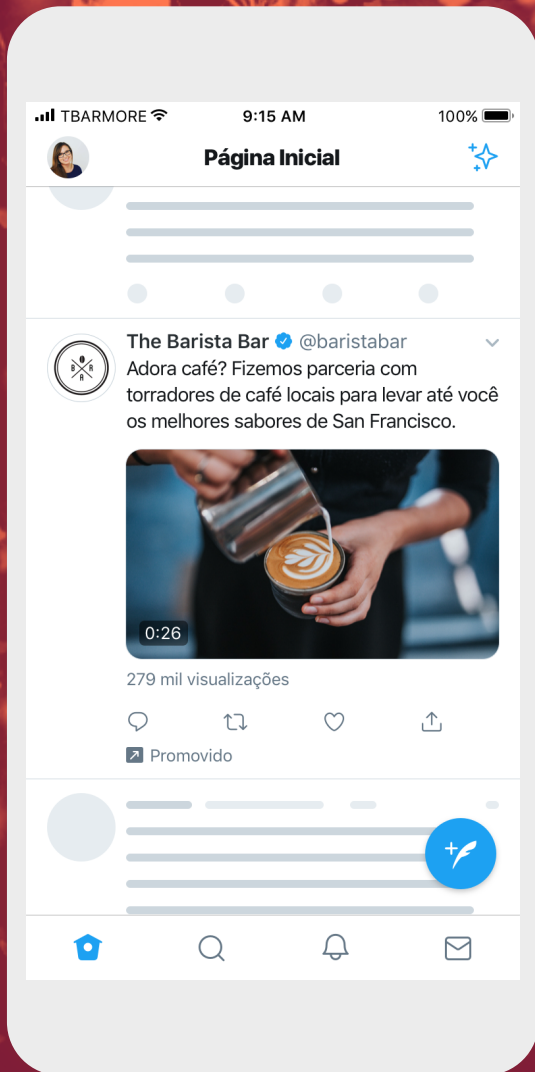 TBARMORE 9:15 AM 100%
Página Inicial
The Barista Bar @baristabar
B A R
R
Adora café? Fizemos parceria com
torradores de café locais para levar até você
os melhores sabores de San Francisco.
0:26
279 mil visualizações
Promovido